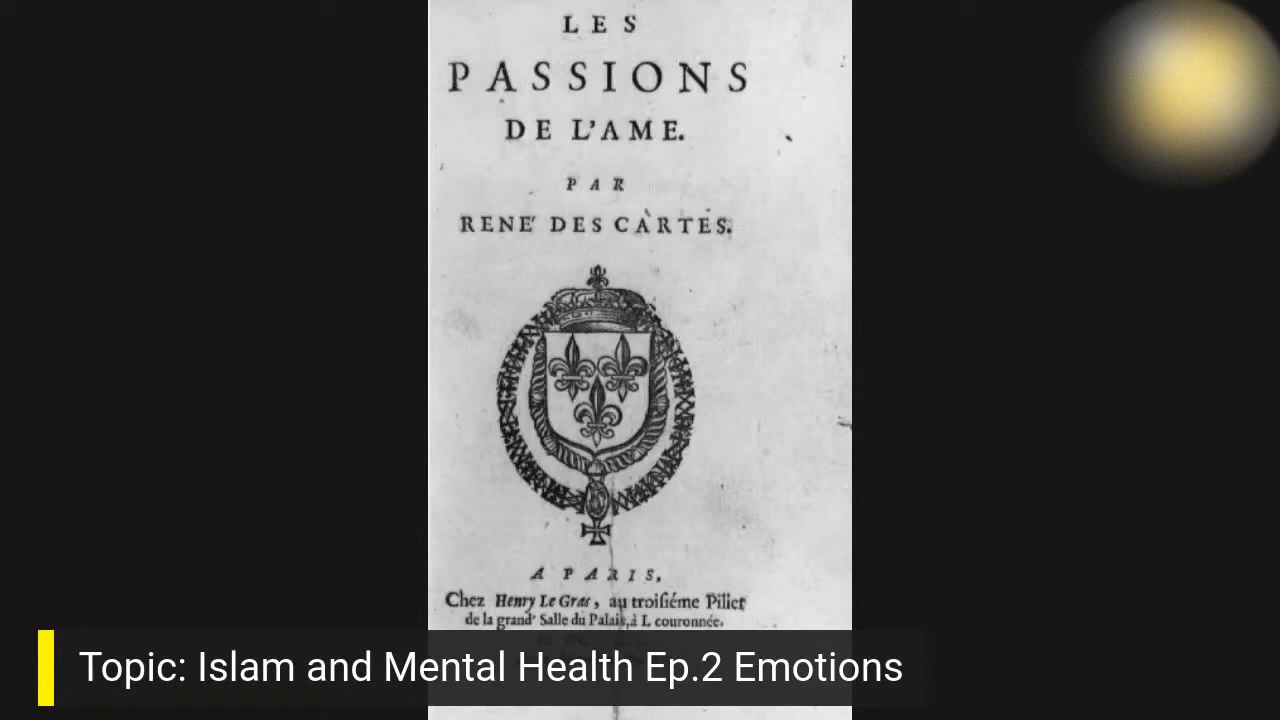 LES
PASSIONS
DE L'AME.
PAR
RENE' DES CARTES.
A PARIS,
Chez Henry Le Gras, au troisiéme Pilier
de la grand' Salle du Palais, à L couronnée.
Topic: Islam and Mental Health Ep.2 Emotions